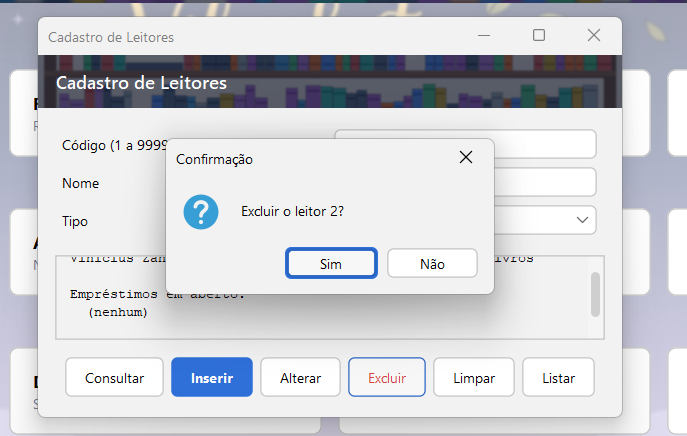 Cadastro de Leitores
Cadastro de Leitores
Código (1 a 9999
Confirmação
Nome
Excluir o leitor 2?
Tipo
Sim
Não
Empréstimos em aberto:
(nenhum)
Consultar
Inserir
Alterar
Excluir
Limpar
Listar